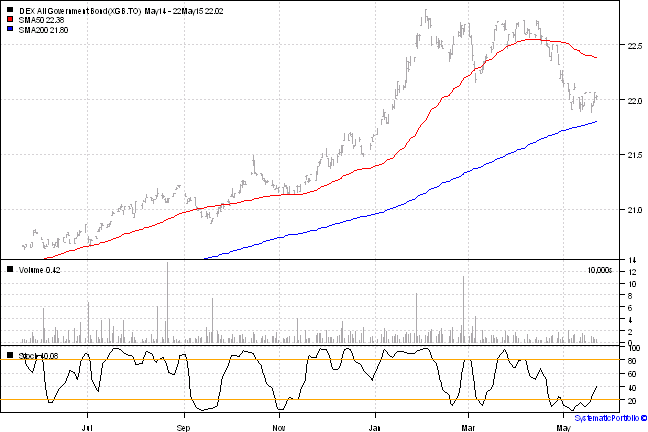 DEX All Government Bond(XGB.TO) May14 - 22May15 22.02
SMA50 22.38
SMA200 21.80
22.5
22.0
21.5
21.0
Volume 0.42
10,000s
14
12
10
8
6
4
2
0
Stoch 40.08
100
80
60
40
20
Jul Sep Nov Jan Mar May
SystematicPortfolio ©